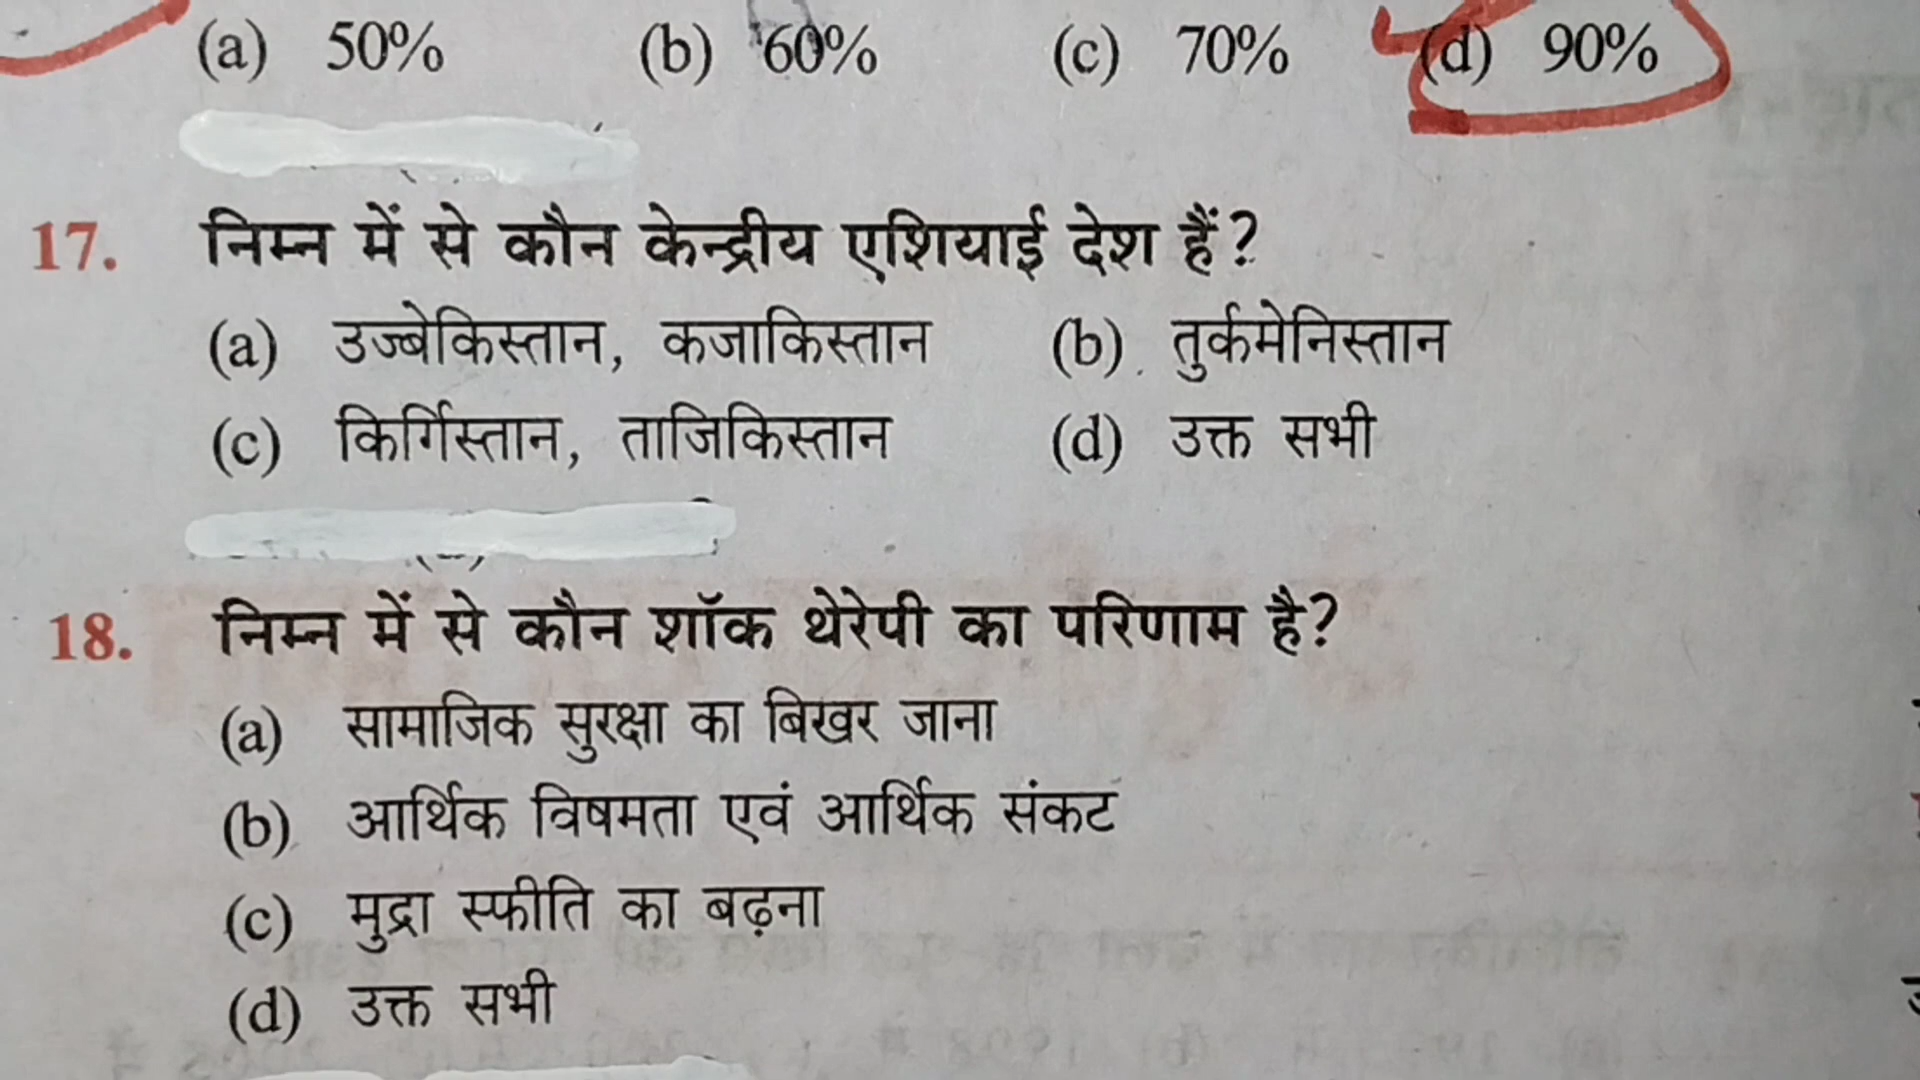 (a) 50% (b) 60% (c) 70% (d) 90%
17. निम्न में से कौन केन्द्रीय एशियाई देश हैं?
(a) उज्बेकिस्तान, कजाकिस्तान (b) तुर्कमेनिस्तान
(c) किर्गिस्तान, ताजिकिस्तान (d) उक्त सभी
18. निम्न में से कौन शॉक थेरेपी का परिणाम है?
(a) सामाजिक सुरक्षा का बिखर जाना
(b) आर्थिक विषमता एवं आर्थिक संकट
(c) मुद्रा स्फीति का बढ़ना
(d) उक्त सभी